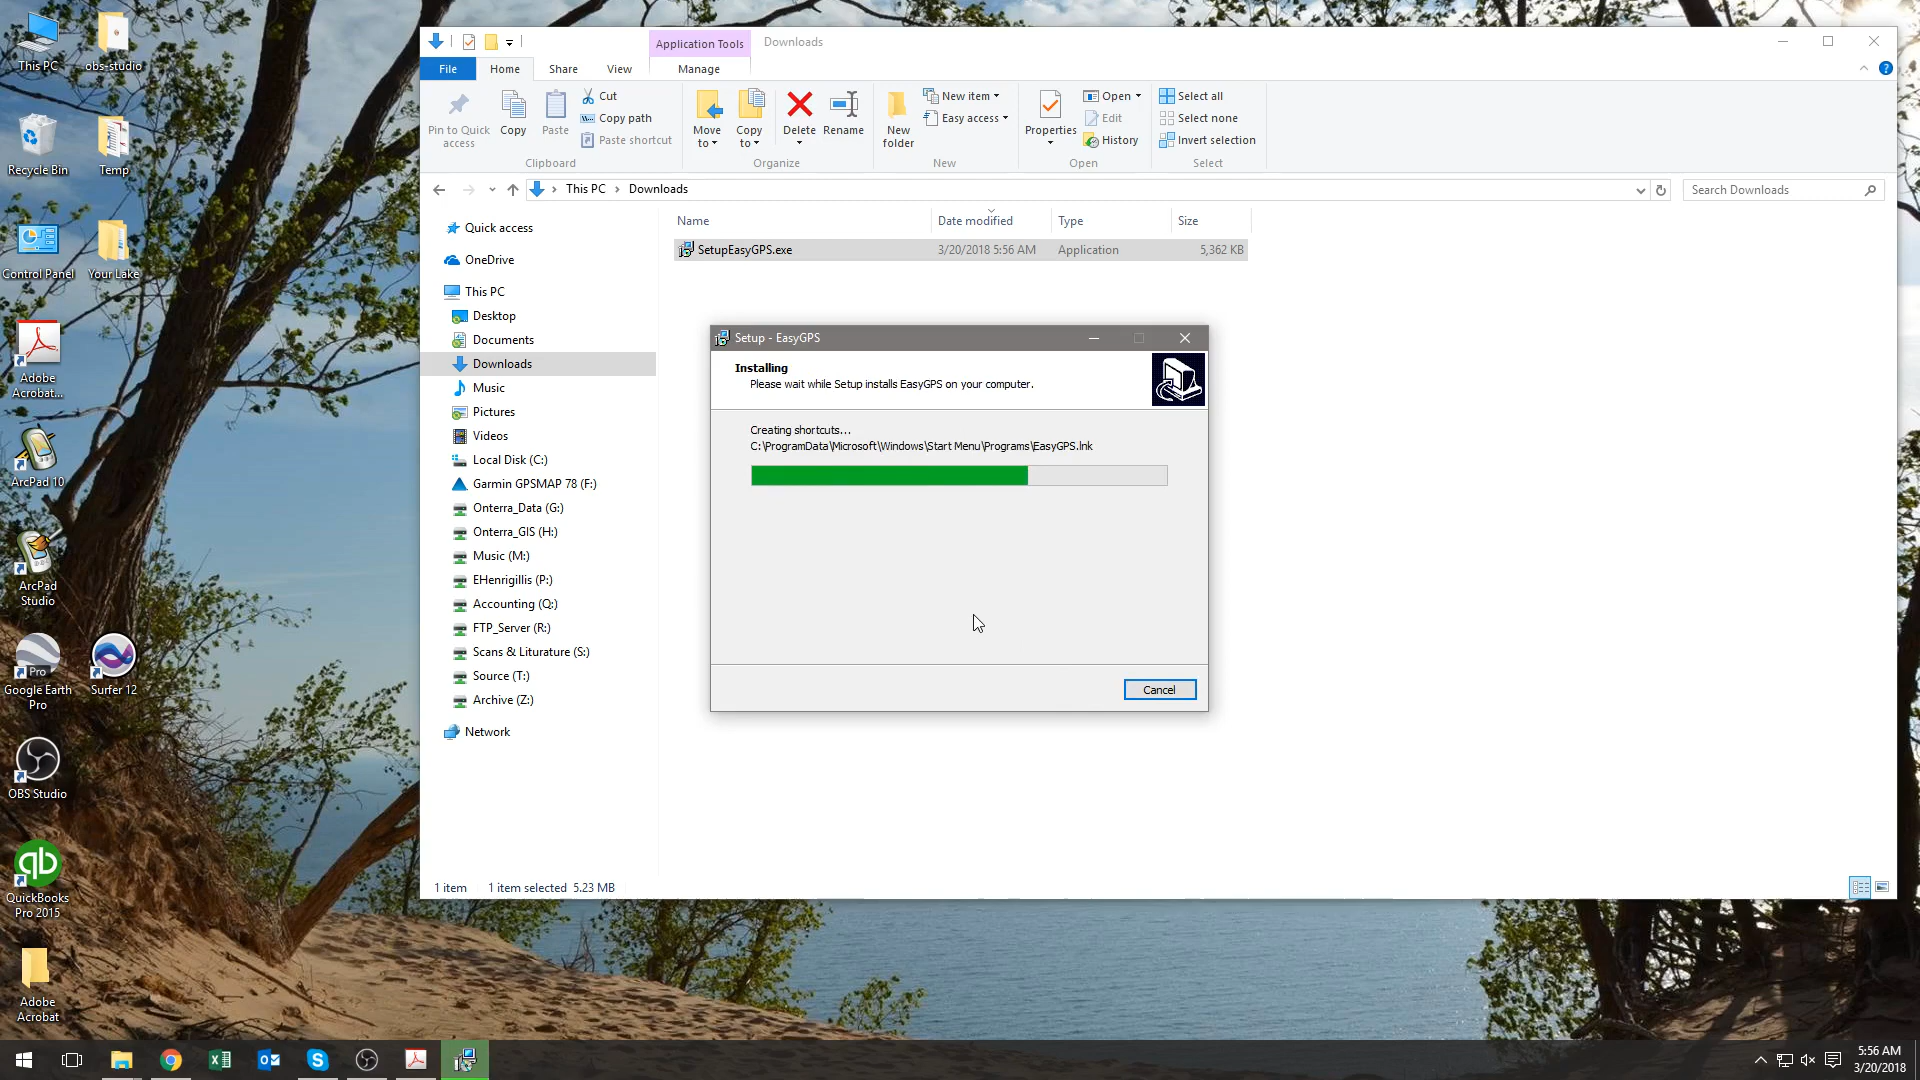 This PC
obs-studio
Recycle Bin
Temp
Control Panel
Your Lake
Adobe
Acrobat...
ArcPad 10
ArcPad
Studio
Pro
Google Earth
Pro
Surfer 12
OBS Studio
qb
QuickBooks
Pro 2015
Adobe
Acrobat
Application Tools
Downloads
File
Home
Share
View
Manage
Pin to Quick
access
Copy
Paste
Cut
Copy path
Paste shortcut
Clipboard
Move
to
Copy
to
Delete
Rename
Organize
New
folder
New item
Easy access
New
Properties
Open
Edit
History
Open
Select all
Select none
Invert selection
Select
This PC
Downloads
Search Downloads
Quick access
OneDrive
This PC
Desktop
Documents
Downloads
Music
Pictures
Videos
Local Disk (C:)
Garmin GPSMAP 78 (F:)
Onterra_Data (G:)
Onterra_GIS (H:)
Music (M:)
EHenrigillis (P:)
Accounting (Q:)
FTP_Server (R:)
Scans & Liturature (S:)
Source (T:)
Archive (Z:)
Network
Name
Date modified
Type
Size
SetupEasyGPS.exe
3/20/2018 5:56 AM
Application
5,362 KB
Setup - EasyGPS
Installing
Please wait while Setup installs EasyGPS on your computer.
Creating shortcuts...
C:\ProgramData\Microsoft\Windows\Start Menu\Programs\EasyGPS.lnk
Cancel
1 item
1 item selected 5.23 MB
5:56 AM
3/20/2018